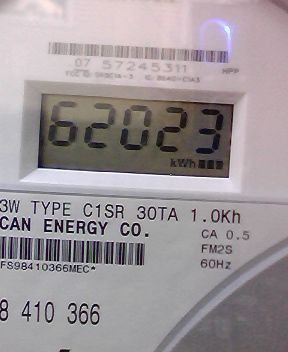 07 57245311
HPP
62023
kWh
3W TYPE C1SR 30TA 1.0Kh
CAN ENERGY CO.
CA 0.5
FM2S
60Hz
FS98410366MEC*
8 410 366